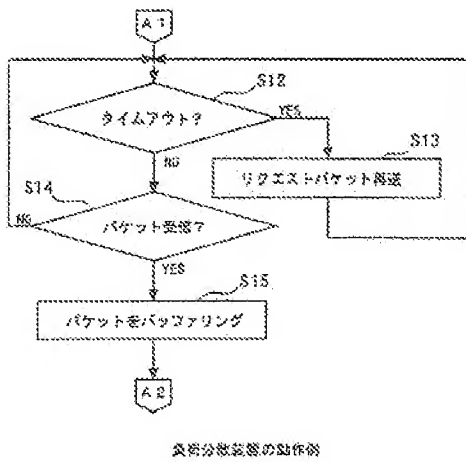 A1
S12
タイムアウト?
YES
NO
S13
リクエストパケット再送
S14
パケット受信?
NO
YES
S15
パケットをバッファリング
A2
負荷分散装置の動作例